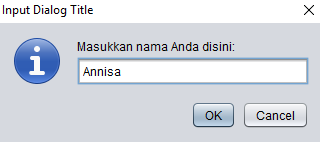 Input Dialog Title
Masukkan nama Anda disini:
Annisa
OK Cancel